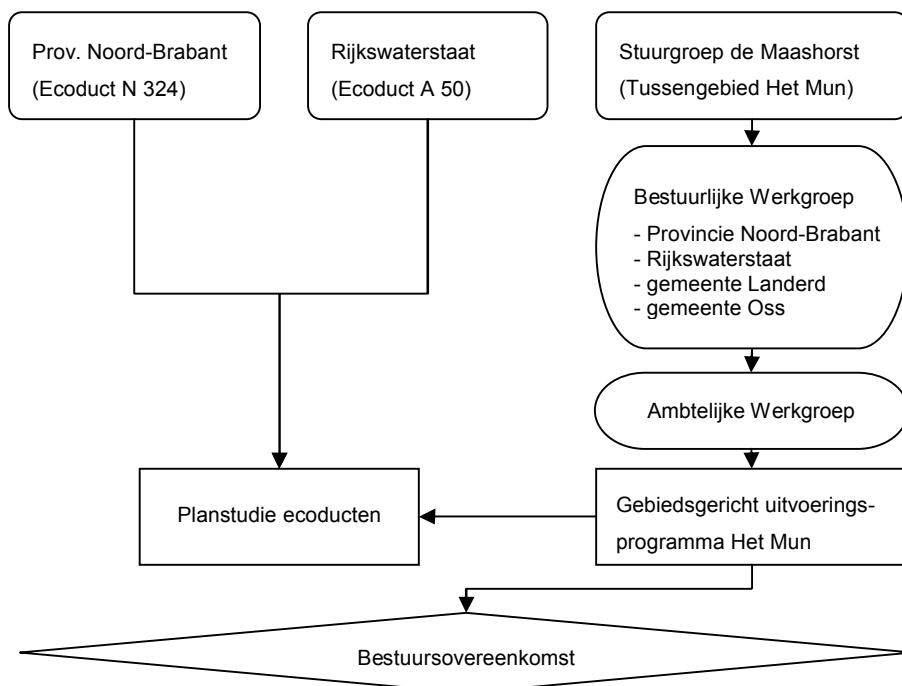 Prov. Noord-Brabant
(Ecoduct N 324)
Rijkswaterstaat
(Ecoduct A 50)
Stuurgroep de Maashorst
(Tussengebied Het Mun)
Bestuurlijke Werkgroep
- Provincie Noord-Brabant
- Rijkswaterstaat
- gemeente Landerd
- gemeente Oss
Ambtelijke Werkgroep
Planstudie ecoducten
Gebiedsgericht uitvoerings-
programma Het Mun
Bestuursovereenkomst